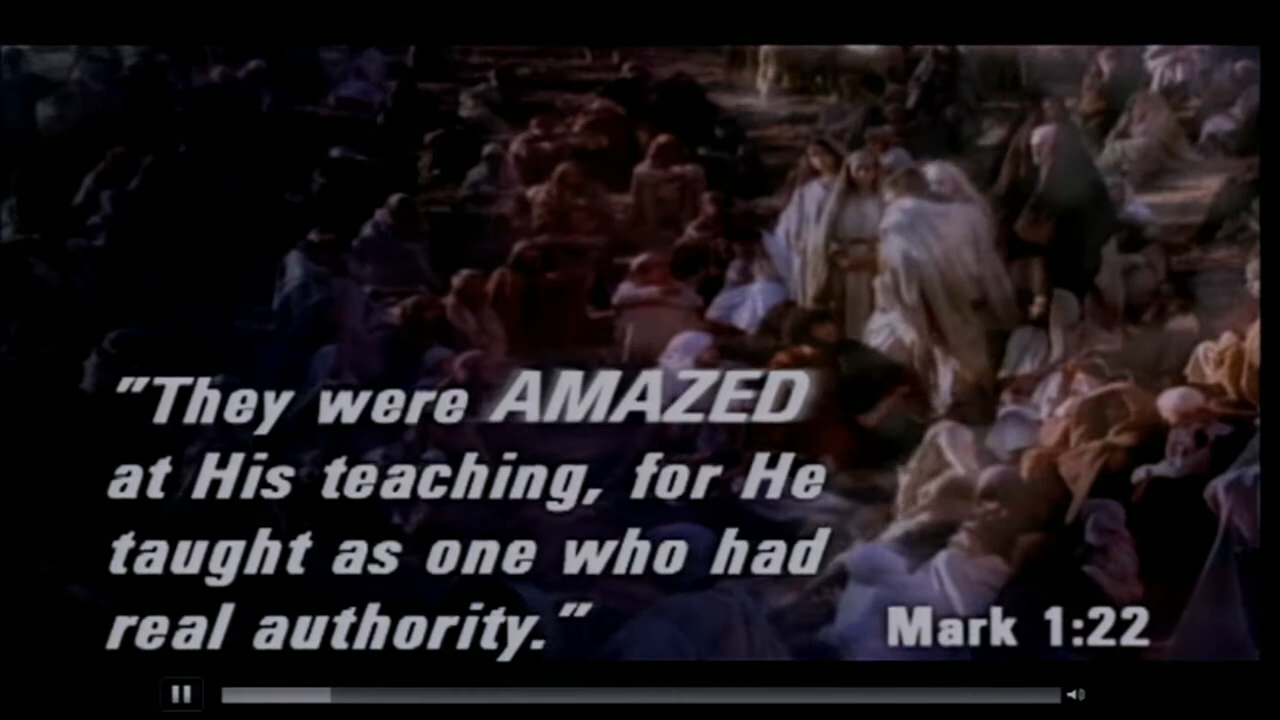 "They were AMAZED
at His teaching, for He
taught as one who had
real authority."
Mark 1:22